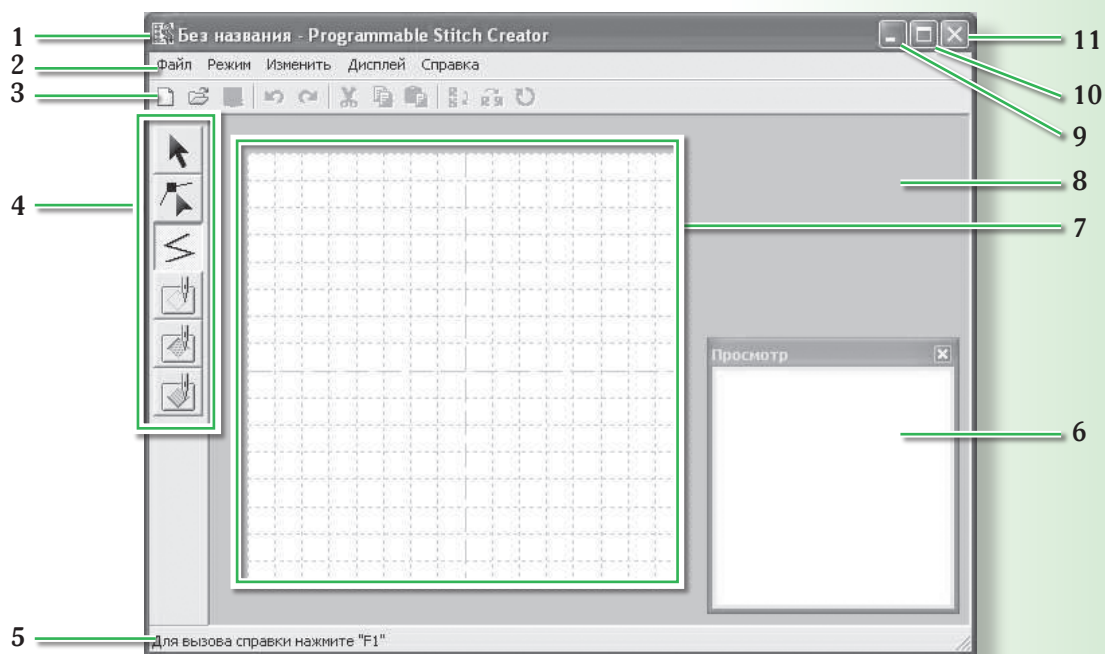 1
Без названия - Programmable Stitch Creator
11
2
Файл Режим Изменить Дисплей Справка
3
10
9
4
8
7
Просмотр
6
5
Для вызова справки нажмите "F1"